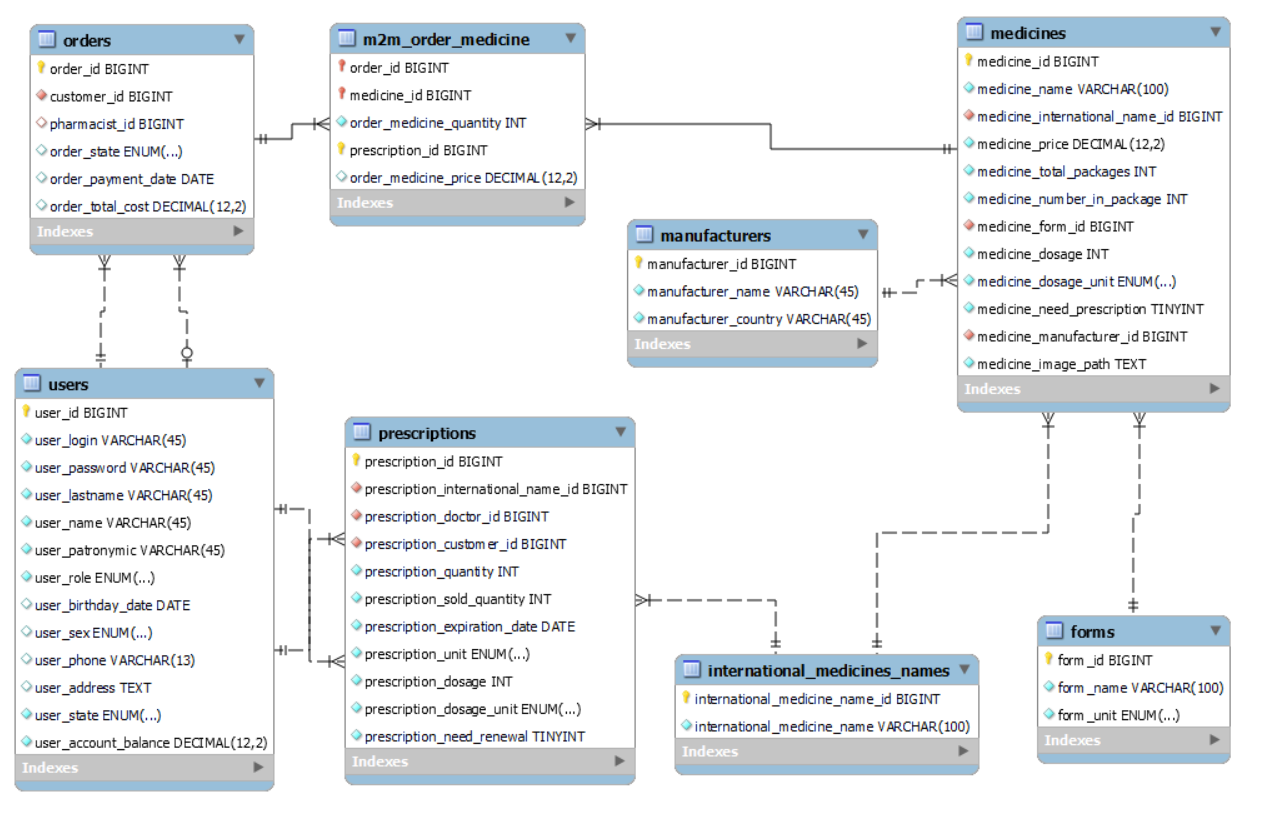 orders
order_id BIGINT
customer_id BIGINT
pharmacist_id BIGINT
order_state ENUM(...)
order_payment_date DATE
order_total_cost DECIMAL(12,2)
Indexes
m2m_order_medicine
order_id BIGINT
medicine_id BIGINT
order_medicine_quantity INT
prescription_id BIGINT
order_medicine_price DECIMAL(12,2)
Indexes
medicines
medicine_id BIGINT
medicine_name VARCHAR(100)
medicine_international_name_id BIGINT
medicine_price DECIMAL(12,2)
medicine_total_packages INT
medicine_number_in_package INT
medicine_form_id BIGINT
medicine_dosage INT
medicine_dosage_unit ENUM(...)
medicine_need_prescription TINYINT
medicine_manufacturer_id BIGINT
medicine_image_path TEXT
Indexes
manufacturers
manufacturer_id BIGINT
manufacturer_name VARCHAR(45)
manufacturer_country VARCHAR(45)
Indexes
users
user_id BIGINT
user_login VARCHAR(45)
user_password VARCHAR(45)
user_lastname VARCHAR(45)
user_name VARCHAR(45)
user_patronymic VARCHAR(45)
user_role ENUM(...)
user_birthday_date DATE
user_sex ENUM(...)
user_phone VARCHAR(13)
user_address TEXT
user_state ENUM(...)
user_account_balance DECIMAL(12,2)
Indexes
prescriptions
prescription_id BIGINT
prescription_international_name_id BIGINT
prescription_doctor_id BIGINT
prescription_customer_id BIGINT
prescription_quantity INT
prescription_sold_quantity INT
prescription_expiration_date DATE
prescription_unit ENUM(...)
prescription_dosage INT
prescription_dosage_unit ENUM(...)
prescription_need_renewal TINYINT
Indexes
international_medicines_names
international_medicine_name_id BIGINT
international_medicine_name VARCHAR(100)
Indexes
forms
form_id BIGINT
form_name VARCHAR(100)
form_unit ENUM(...)
Indexes